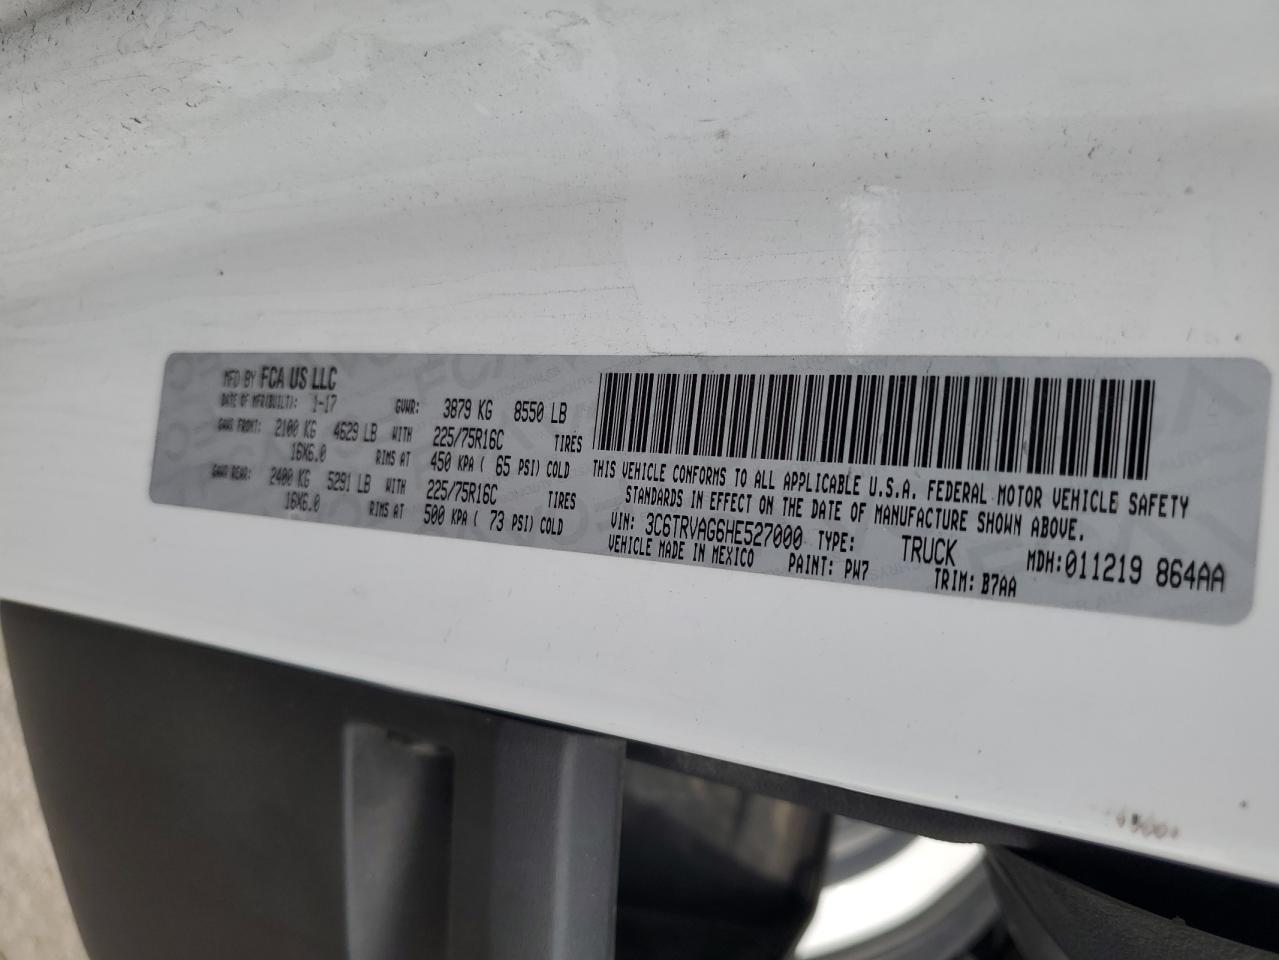 MFD BY FCA US LLC
DATE OF MFR(BUILT): 1-17 GVWR: 3879 KG 8550 LB
GAWR FRONT: 2100 KG 4629 LB WITH 225/75R16C TIRES
16X6.0 RIMS AT 450 KPA ( 65 PSI) COLD
GAWR REAR: 2400 KG 5291 LB WITH 225/75R16C TIRES
16X6.0 RIMS AT 500 KPA ( 73 PSI) COLD
THIS VEHICLE CONFORMS TO ALL APPLICABLE U.S.A. FEDERAL MOTOR VEHICLE SAFETY
STANDARDS IN EFFECT ON THE DATE OF MANUFACTURE SHOWN ABOVE.
VIN: 3C6TRVAG6HE527000 TYPE: TRUCK MDH:011219 864AA
VEHICLE MADE IN MEXICO PAINT: PW7 TRIM: B7AA